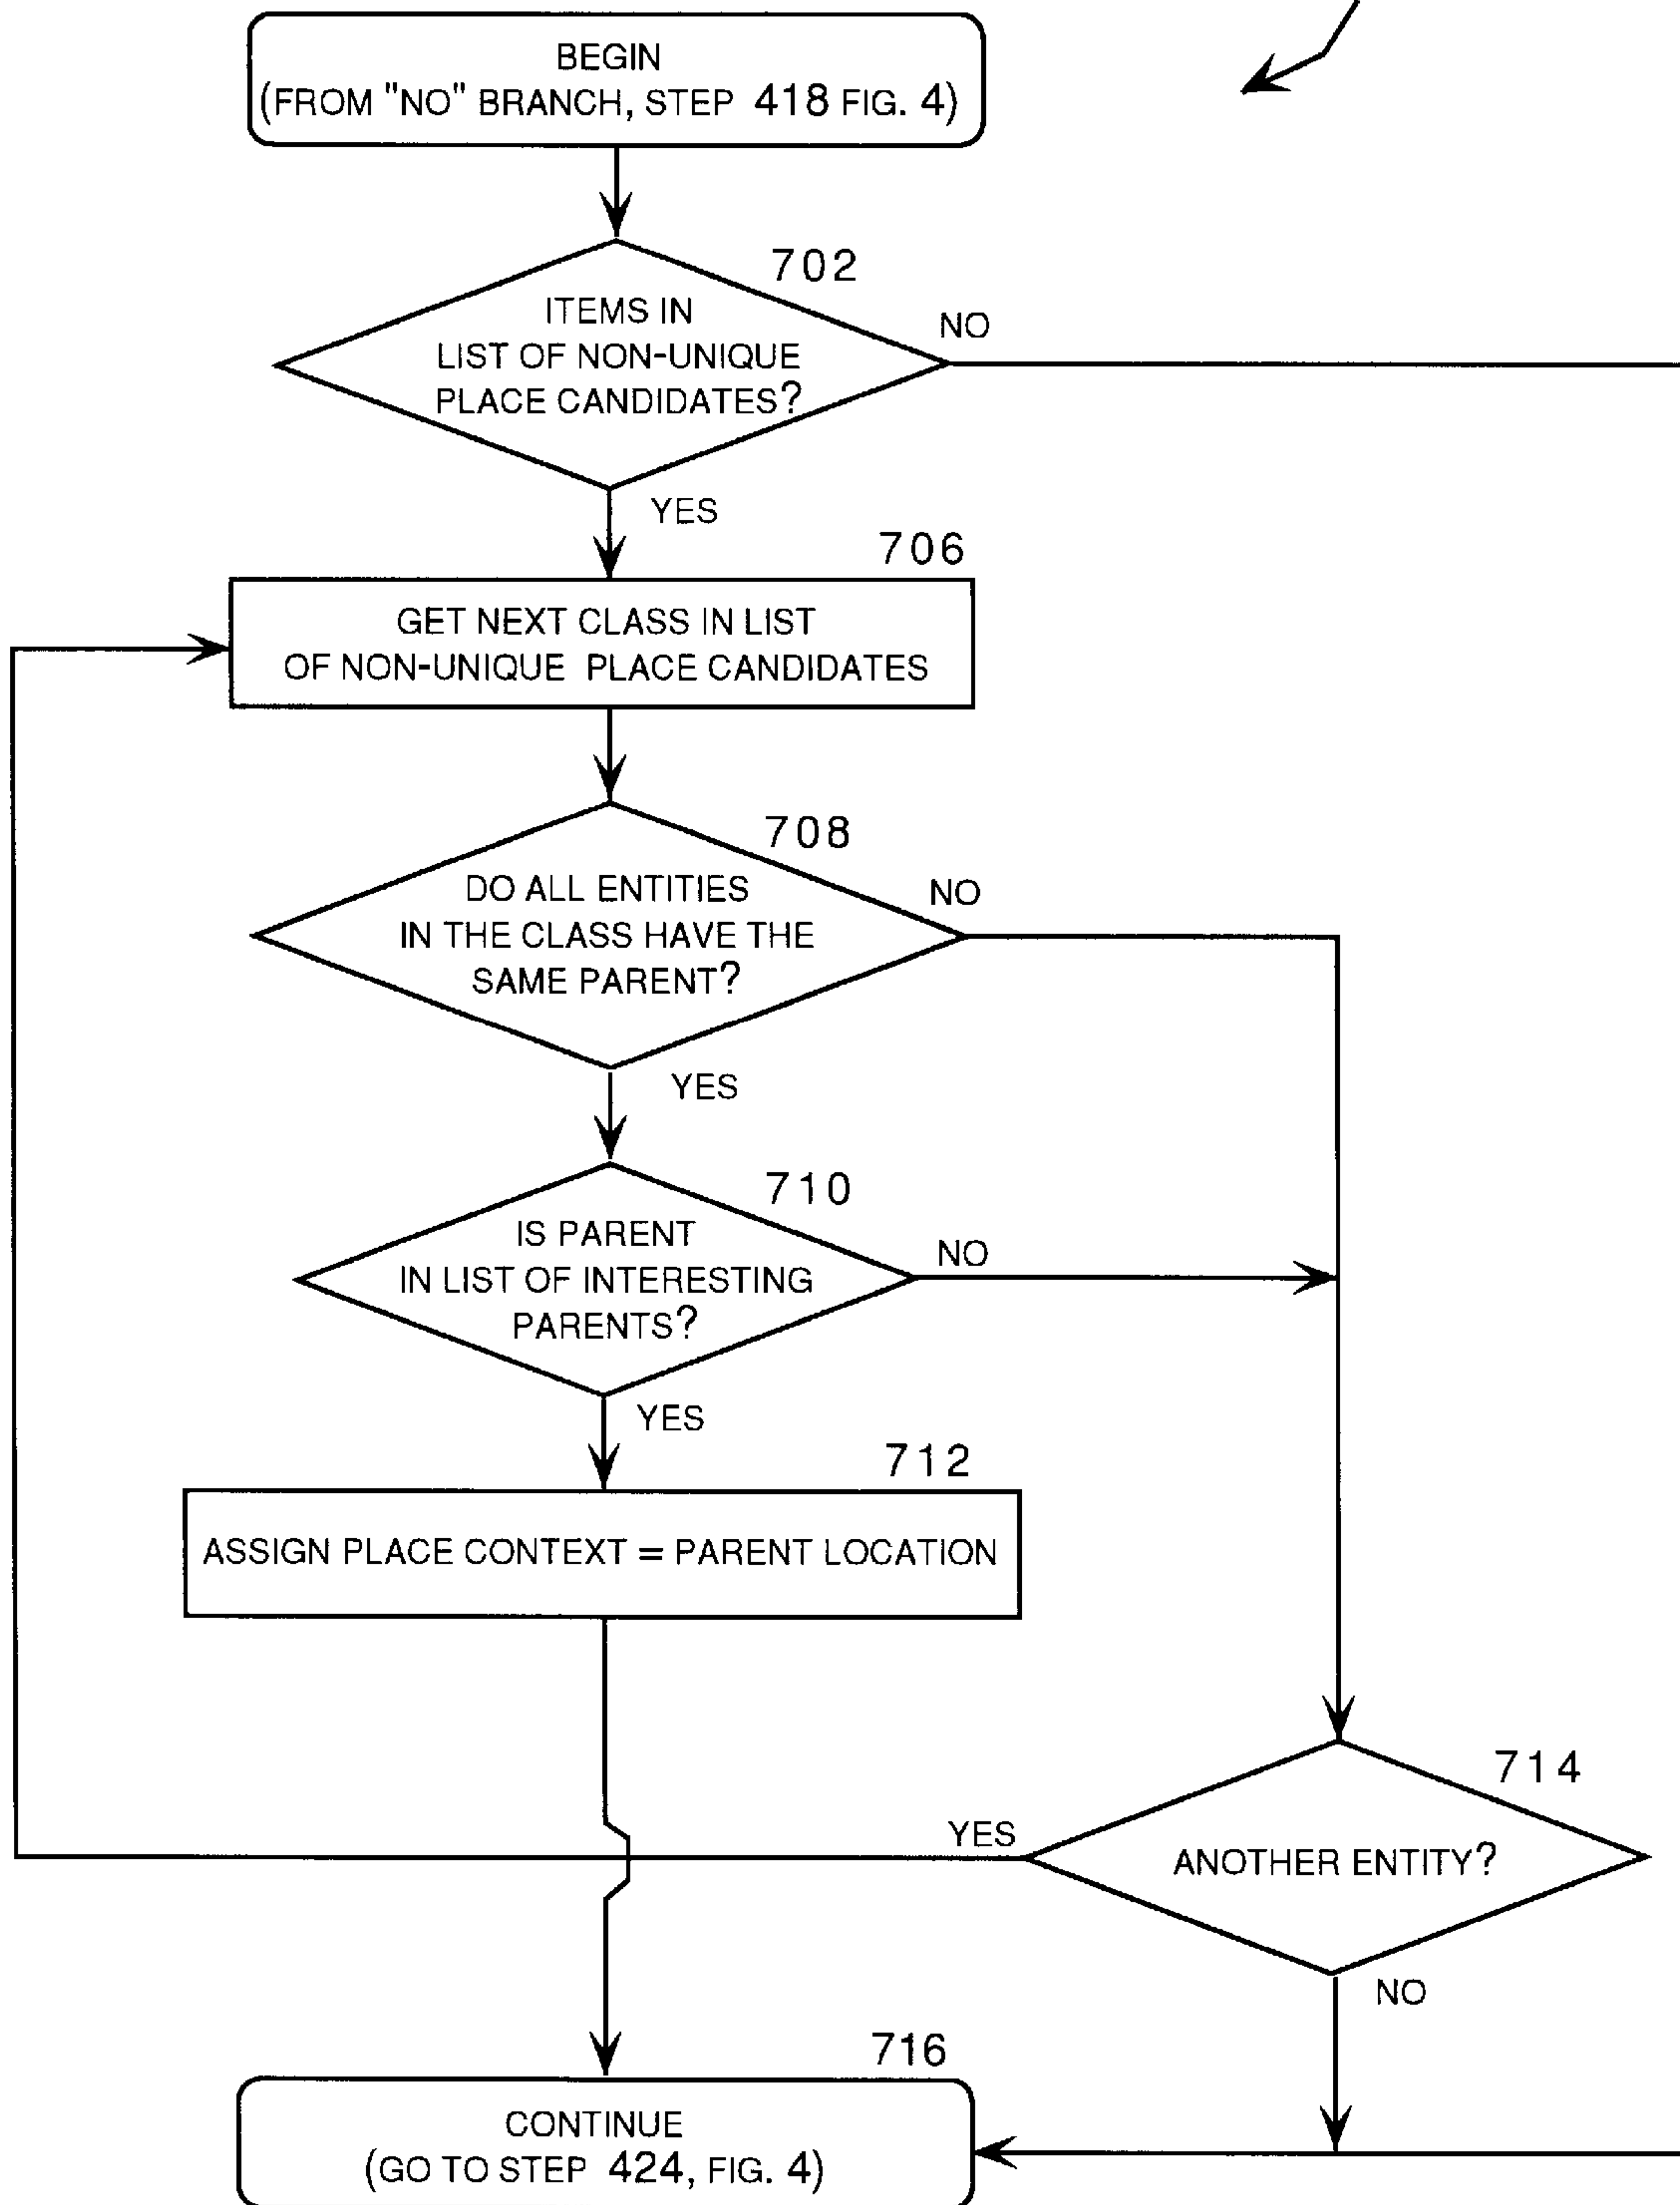 BEGIN
(FROM "NO" BRANCH, STEP 418 FIG. 4)
702
ITEMS IN
LIST OF NON-UNIQUE
PLACE CANDIDATES?
NO
YES
706
GET NEXT CLASS IN LIST
OF NON-UNIQUE PLACE CANDIDATES
708
DO ALL ENTITIES
IN THE CLASS HAVE THE
SAME PARENT?
NO
YES
710
IS PARENT
IN LIST OF INTERESTING
PARENTS?
NO
YES
712
ASSIGN PLACE CONTEXT = PARENT LOCATION
714
ANOTHER ENTITY?
YES
NO
716
CONTINUE
(GO TO STEP 424, FIG. 4)